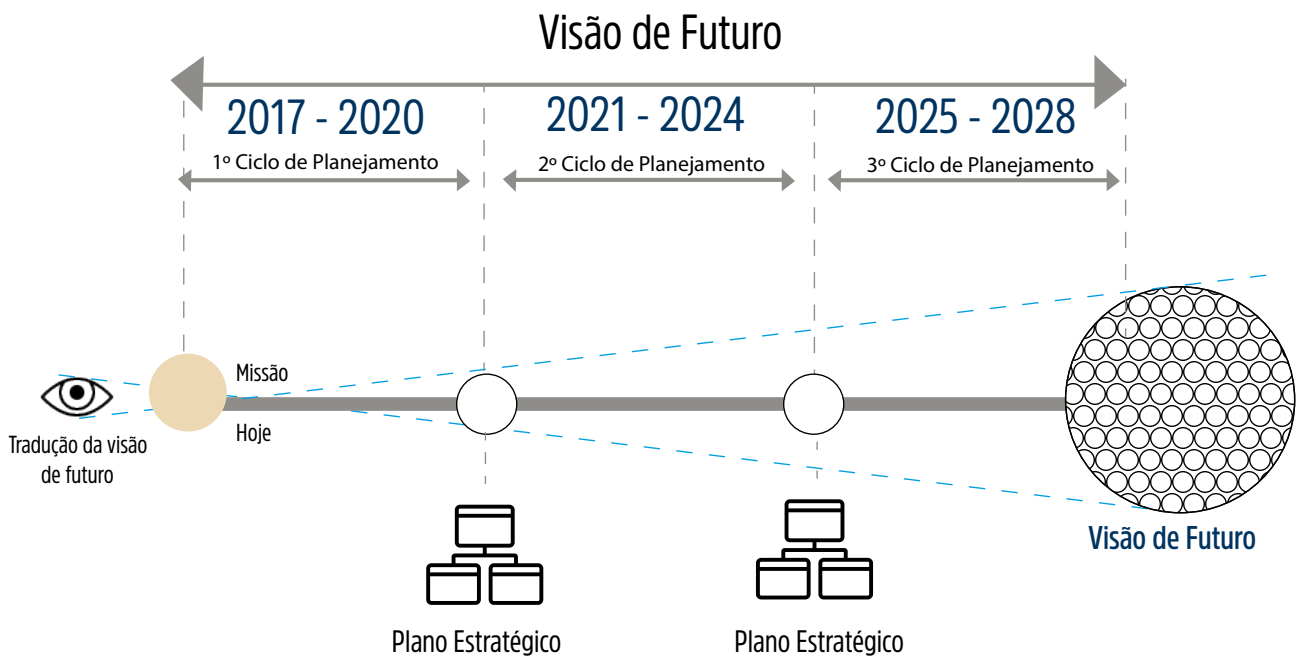 Visão de Futuro
2017 - 2020
2021 - 2024
2025 - 2028
1º Ciclo de Planejamento
2º Ciclo de Planejamento
3º Ciclo de Planejamento
Missão
Hoje
Tradução da visão
de futuro
Visão de Futuro
Plano Estratégico
Plano Estratégico